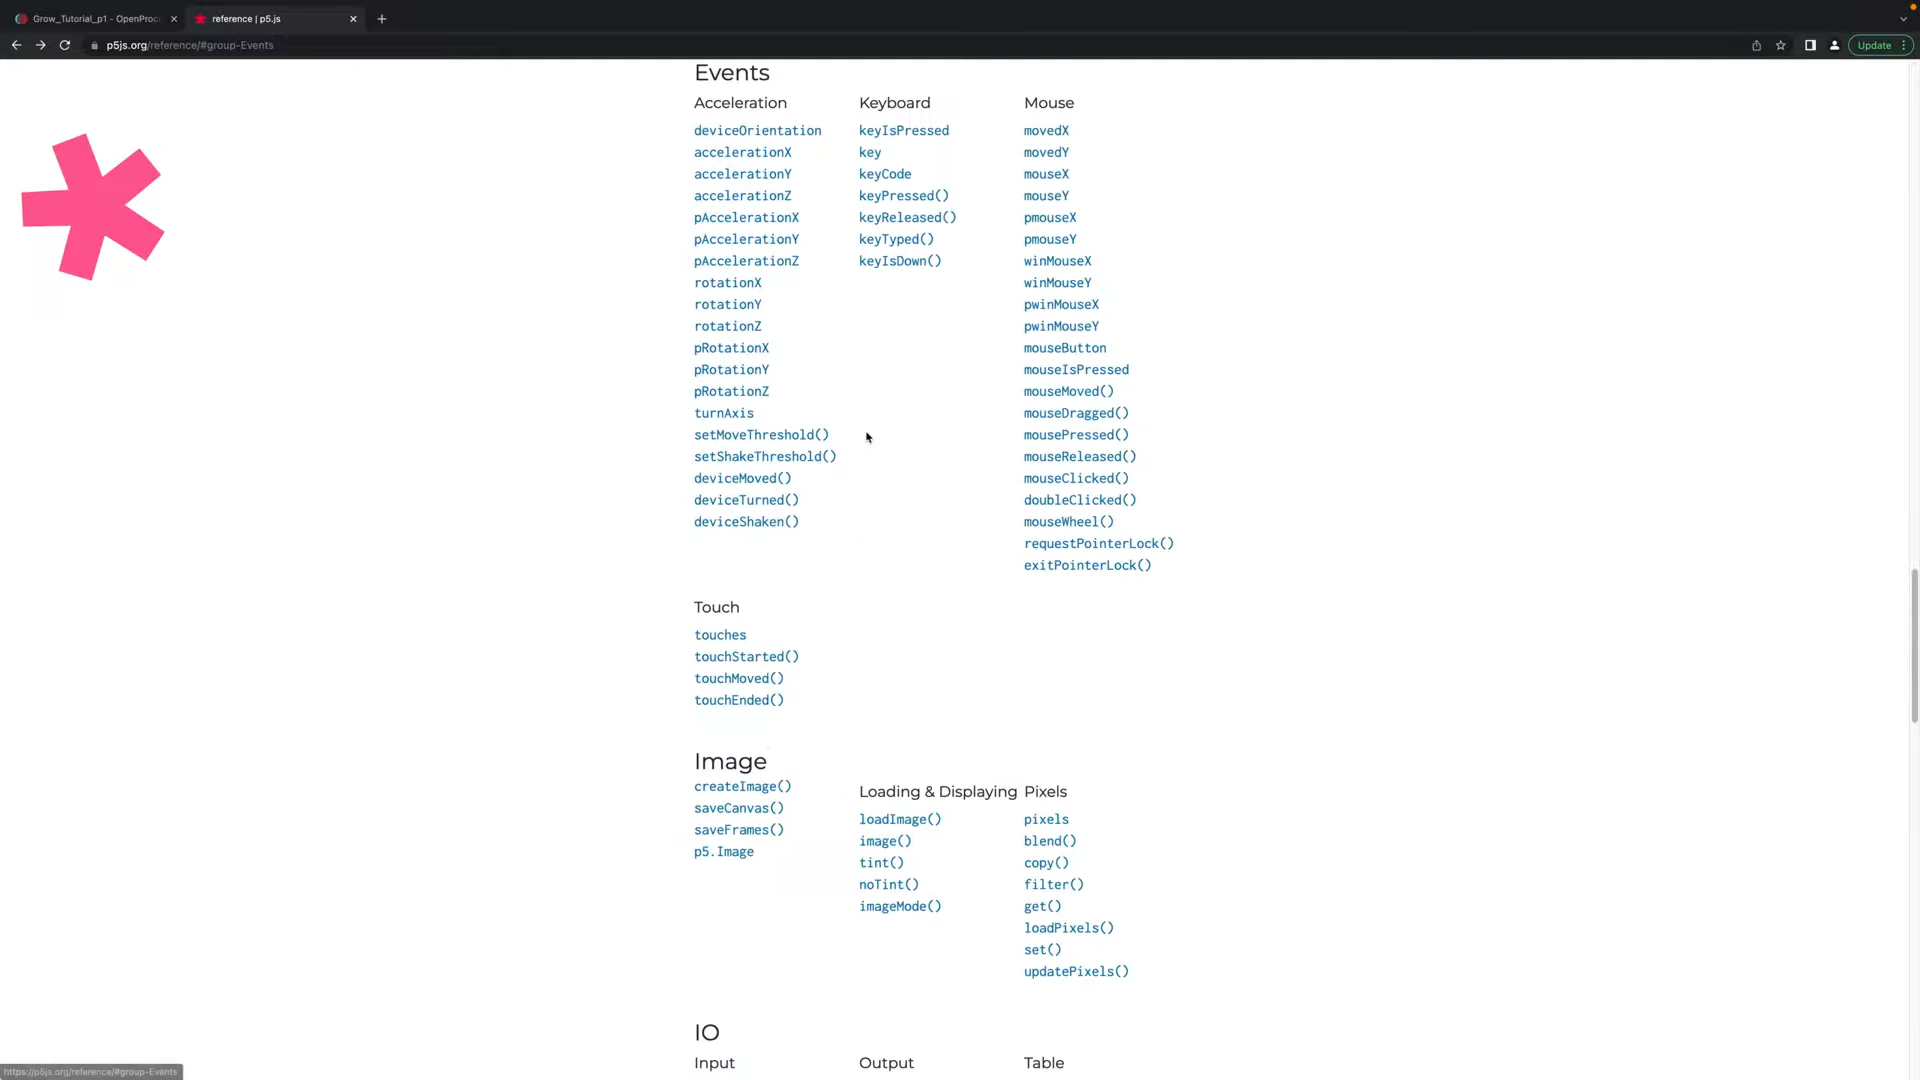 Grow_Tutorial_p1 - OpenProc
reference | p5.js
p5js.org/reference/#group-Events
Update
Events
Acceleration
deviceOrientation
accelerationX
accelerationY
accelerationZ
pAccelerationX
pAccelerationY
pAccelerationZ
rotationX
rotationY
rotationZ
pRotationX
pRotationY
pRotationZ
turnAxis
setMoveThreshold()
setShakeThreshold()
deviceMoved()
deviceTurned()
deviceShaken()
Keyboard
keyIsPressed
key
keyCode
keyPressed()
keyReleased()
keyTyped()
keyIsDown()
Mouse
movedX
movedY
mouseX
mouseY
pmouseX
pmouseY
winMouseX
winMouseY
pwinMouseX
pwinMouseY
mouseButton
mouseIsPressed
mouseMoved()
mouseDragged()
mousePressed()
mouseReleased()
mouseClicked()
doubleClicked()
mouseWheel()
requestPointerLock()
exitPointerLock()
Touch
touches
touchStarted()
touchMoved()
touchEnded()
Image
createImage()
saveCanvas()
saveFrames()
p5.Image
Loading & Displaying
loadImage()
image()
tint()
noTint()
imageMode()
Pixels
pixels
blend()
copy()
filter()
get()
loadPixels()
set()
updatePixels()
IO
Input
Output
Table
https://p5js.org/reference/#group-Events